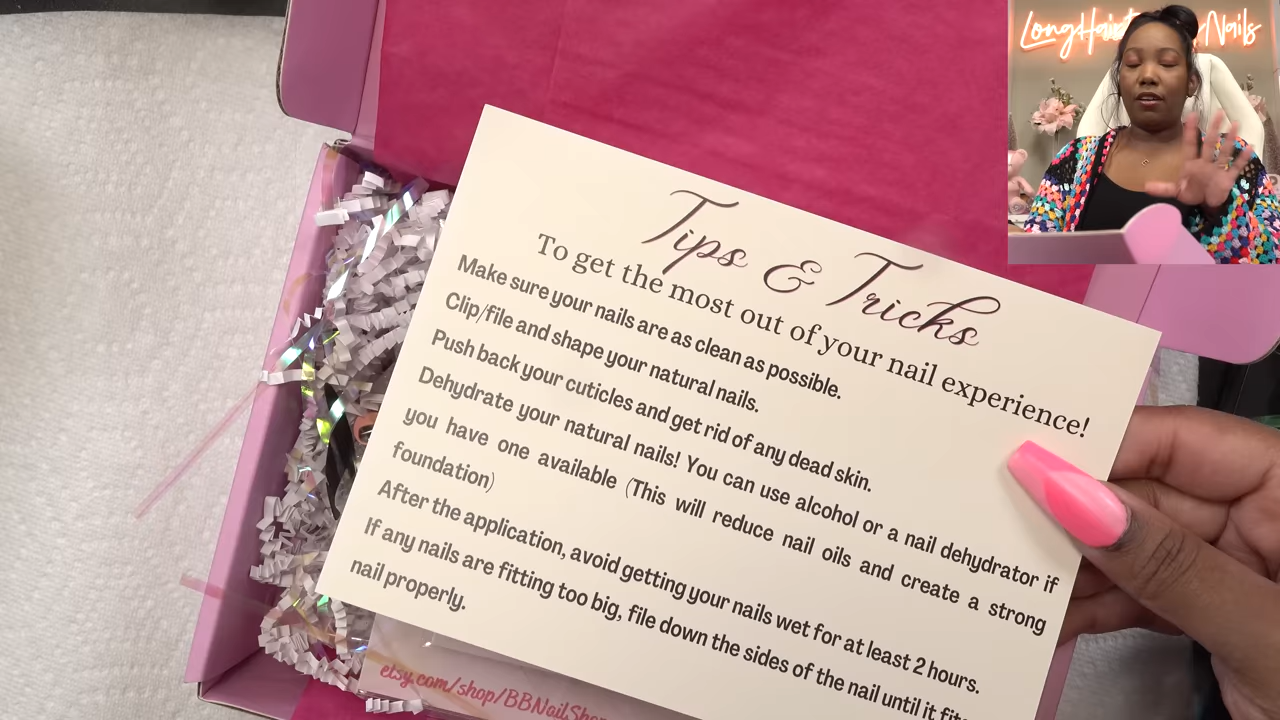 LongHair Nails
Tips & Tricks
To get the most out of your nail experience!
Make sure your nails are as clean as possible.
Clip/file and shape your natural nails.
Push back your cuticles and get rid of any dead skin.
Dehydrate your natural nails! You can use alcohol or a nail dehydrator if
you have one available (This will reduce nail oils and create a strong
foundation)
After the application, avoid getting your nails wet for at least 2 hours.
If any nails are fitting too big, file down the sides of the nail until it fits
nail properly.
etsy.com/shop/BBNailSho